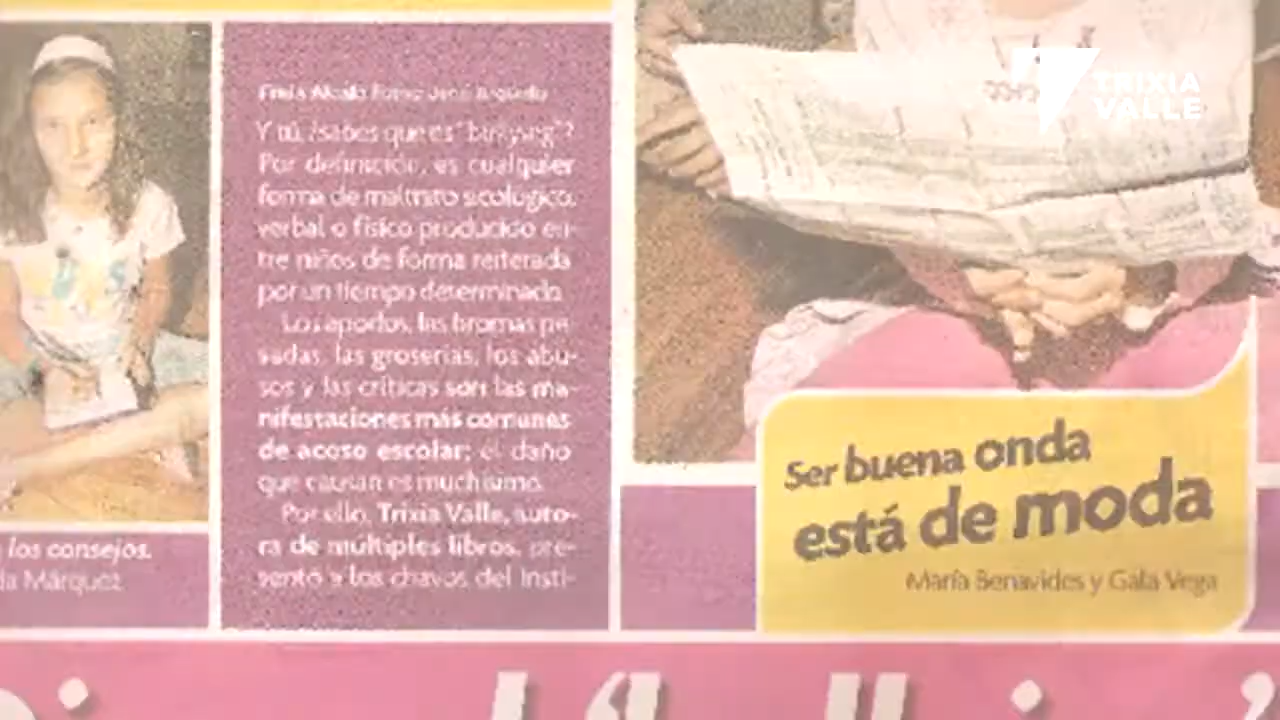 los consejos.
Márquez
Y tú, ¿sabes que es "bullying"?
Por definición, es cualquier
forma de maltrato sicológico,
verbal o físico producido en-
tre niños de forma reiterada
por un tiempo determinado.
Los apodos, las bromas pe-
sadas, las groserías, los abu-
sos y las críticas son las ma-
nifestaciones más comunes
de acoso escolar; el daño
que causan es muchísimo.
Por ello, Trixia Valle, auto-
ra de múltiples libros, pre-
sentó a los chavos del Insti-
TRIXIA
VALLE
Ser buena onda
está de moda
María Benavides y Gala Vega